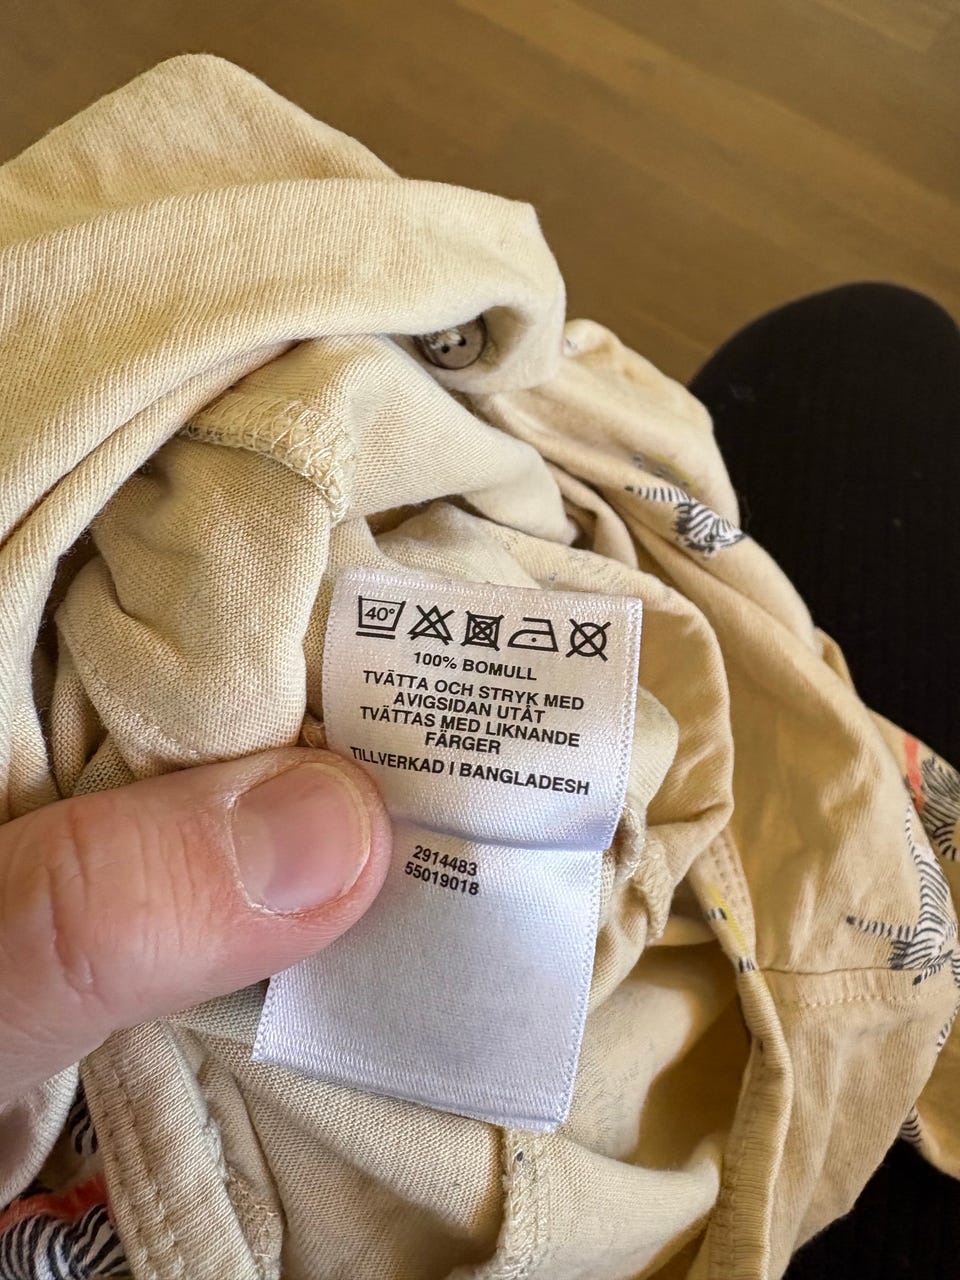 40°
100% BOMULL
TVÄTTA OCH STRYK MED
AVIGSIDAN UTÅT
TVÄTTAS MED LIKNANDE
FÄRGER
TILLVERKAD I BANGLADESH
2914483
55019018